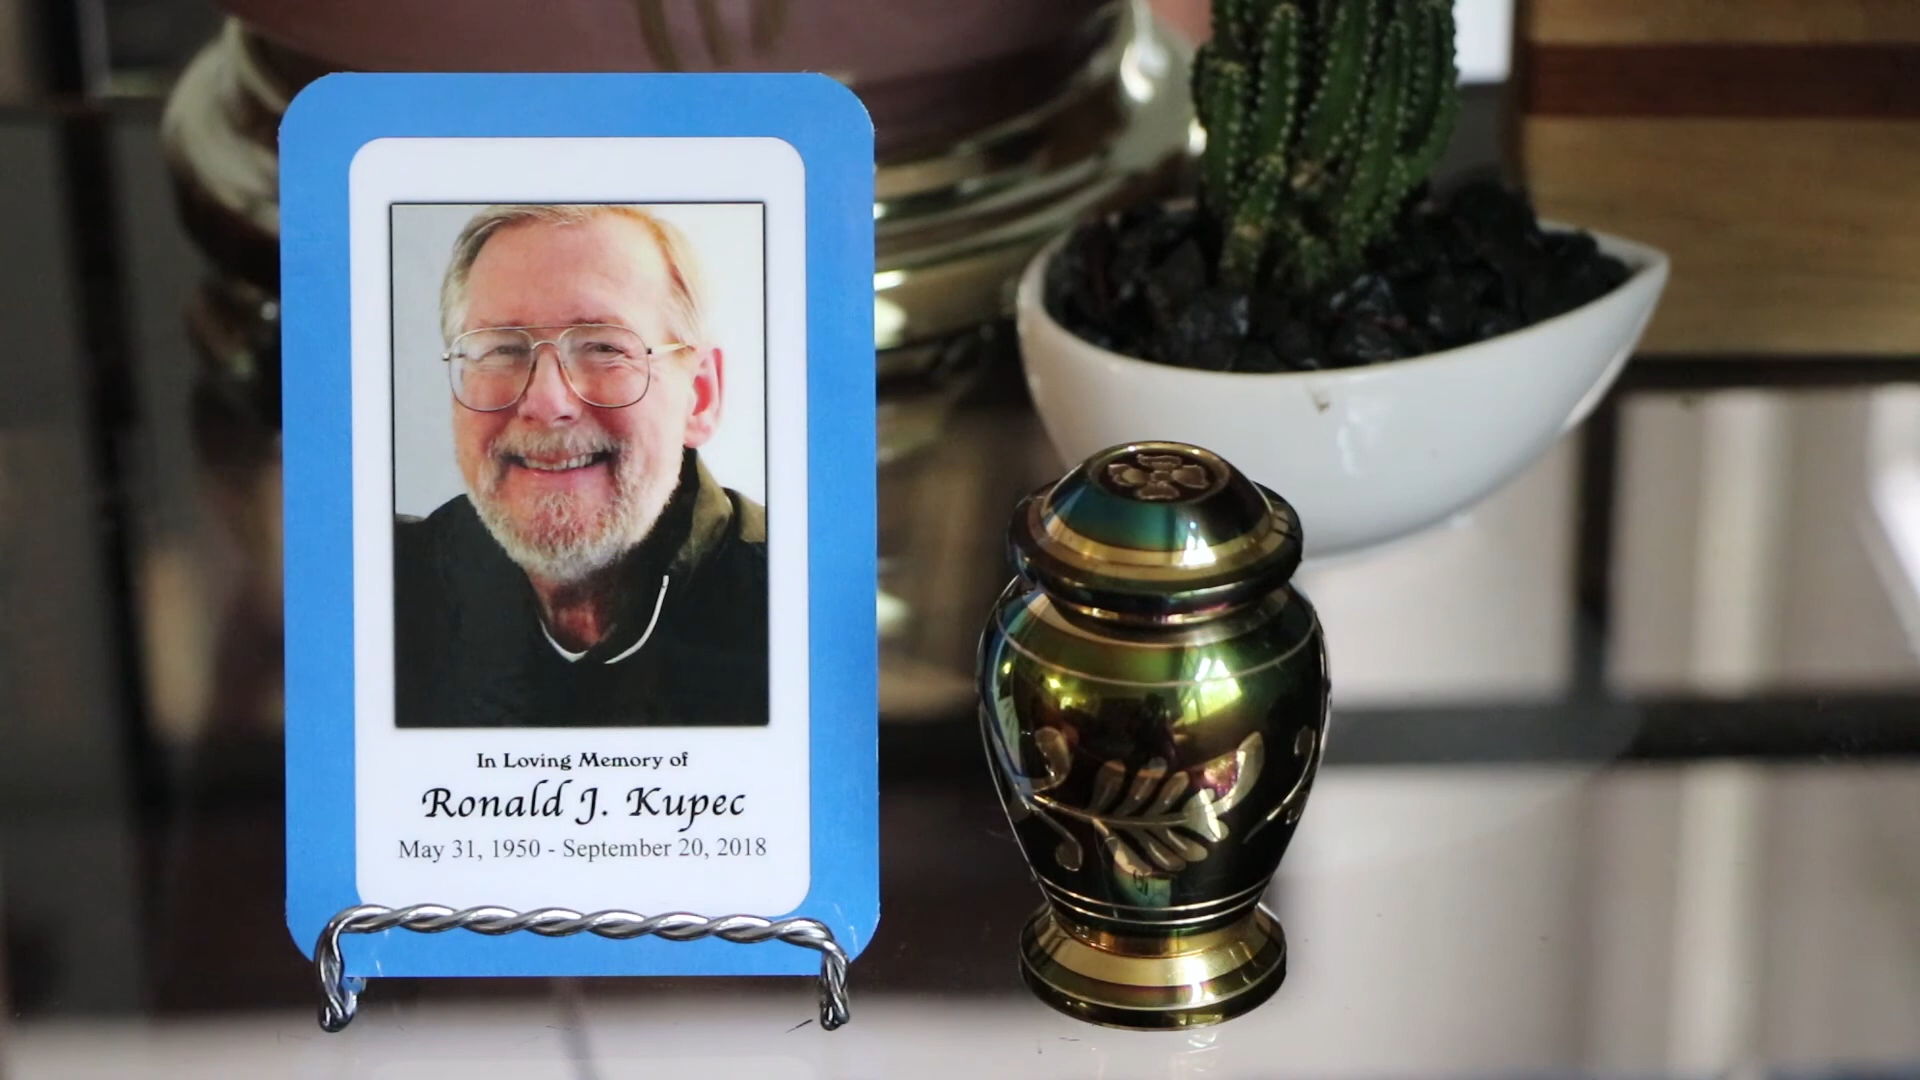 In Loving Memory of
Ronald J. Kupec
May 31, 1950 - September 20, 2018